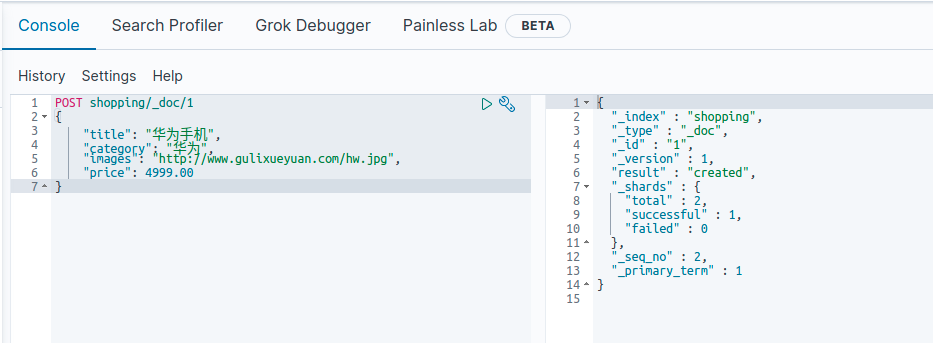 Console Search Profiler Grok Debugger Painless Lab BETA
History Settings Help
1 POST shopping/_doc/1
2 {
3 "title": "华为手机",
4 "category": "华为",
5 "images": "http://www.gulixueyuan.com/hw.jpg",
6 "price": 4999.00
7 }
1 {
2 "_index" : "shopping",
3 "_type" : "_doc",
4 "_id" : "1",
5 "_version" : 1,
6 "result" : "created",
7 "_shards" : {
8 "total" : 2,
9 "successful" : 1,
10 "failed" : 0
11 },
12 "_seq_no" : 2,
13 "_primary_term" : 1
14 }
15